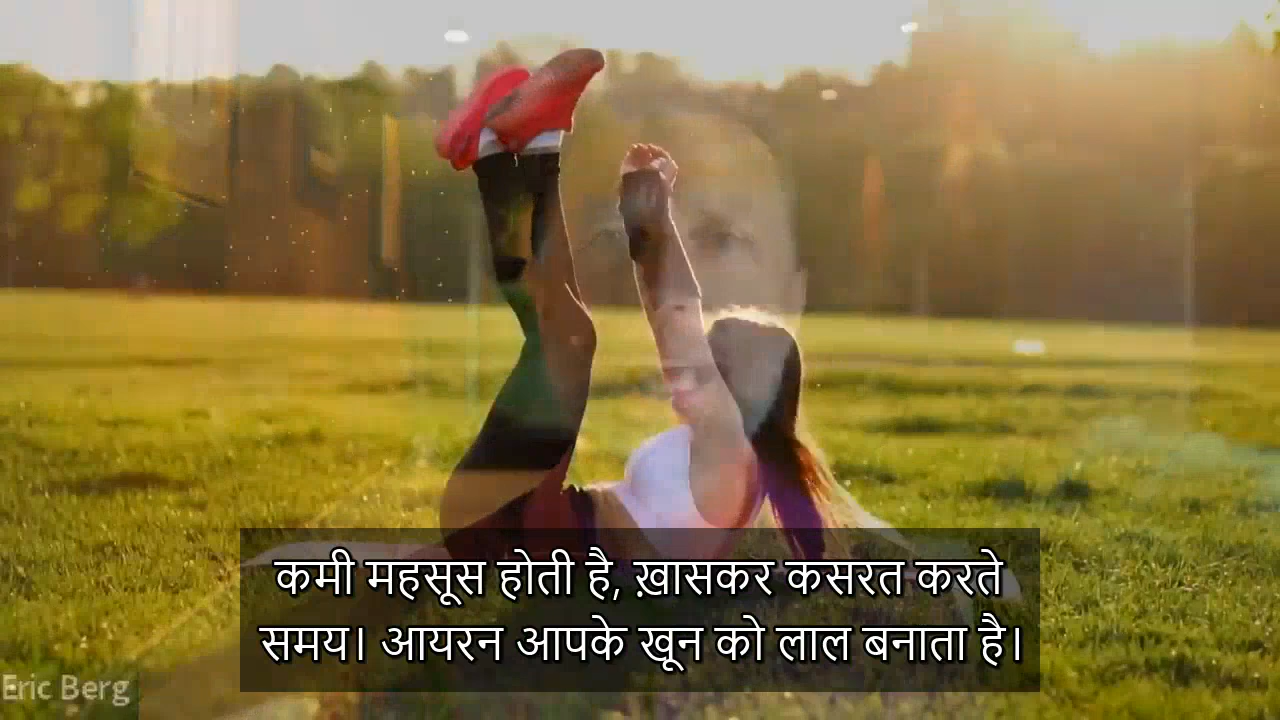 कमी महसूस होती है, ख़ासकर कसरत करते
समय। आयरन आपके खून को लाल बनाता है।
Eric Berg